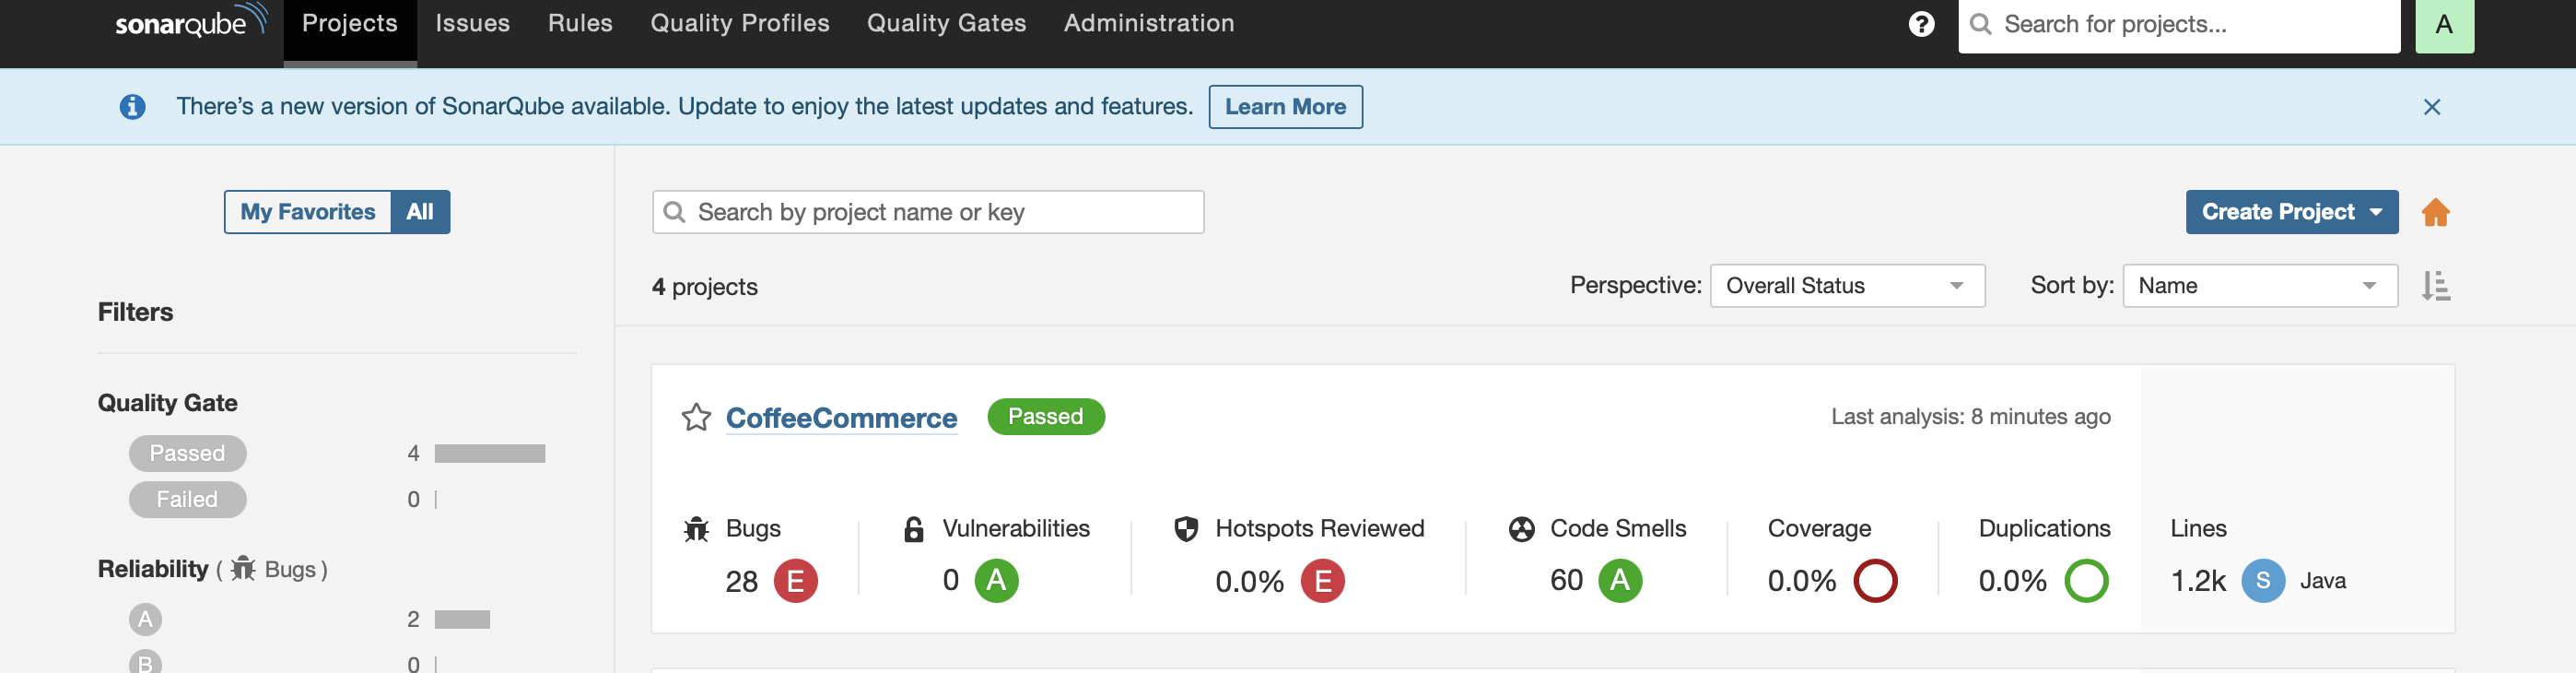 sonarqube Projects Issues Rules Quality Profiles Quality Gates Administration ? Search for projects... A
There's a new version of SonarQube available. Update to enjoy the latest updates and features. Learn More
My Favorites All Search by project name or key Create Project
4 projects Perspective: Overall Status Sort by: Name
Filters
Quality Gate
Passed 4
Failed 0
Reliability ( Bugs )
A 2
B 0
CoffeeCommerce Passed Last analysis: 8 minutes ago
Bugs Vulnerabilities Hotspots Reviewed Code Smells Coverage Duplications Lines
28 E 0 A 0.0% E 60 A 0.0% 0.0% 1.2k S Java